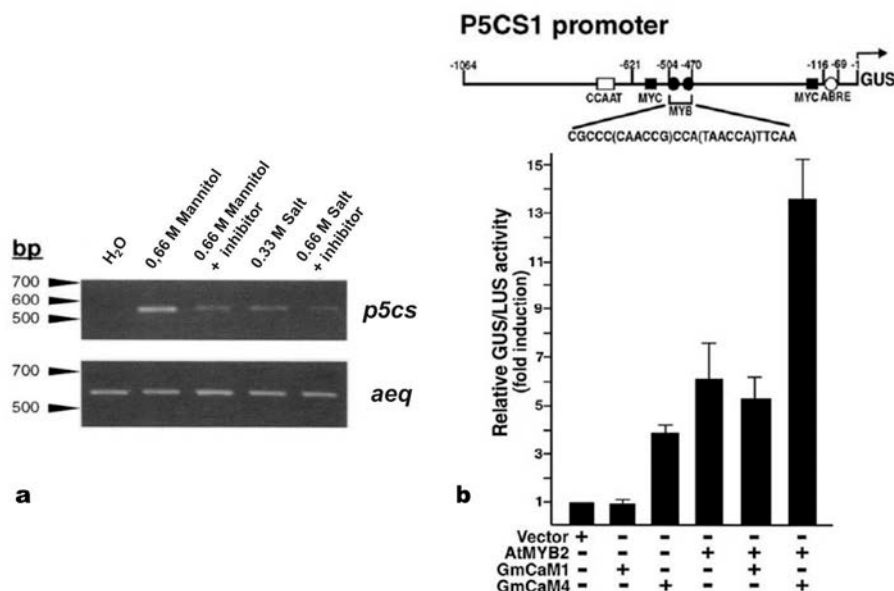 P5CS1 promoter
-1064
-621
-504
-470
-116
-69
-1
GUS
CCAAT
MYC
MYB
MYC
ABRE
CGCCC(CAACCG)CCA(TAACCA)TTCAA
bp
H₂O
0,66 M Mannitol
0.66 M Mannitol
+ inhibitor
0.33 M Salt
0.66 M Salt
+ inhibitor
700
600
500
p5cs
700
500
aeq
a
Relative GUS/LUS activity
(fold induction)
15
13
11
9
7
5
3
1
b
Vector + - - - - -
AtMYB2 - - - + + +
GmCaM1 - + - - + -
GmCaM4 - - + - - +